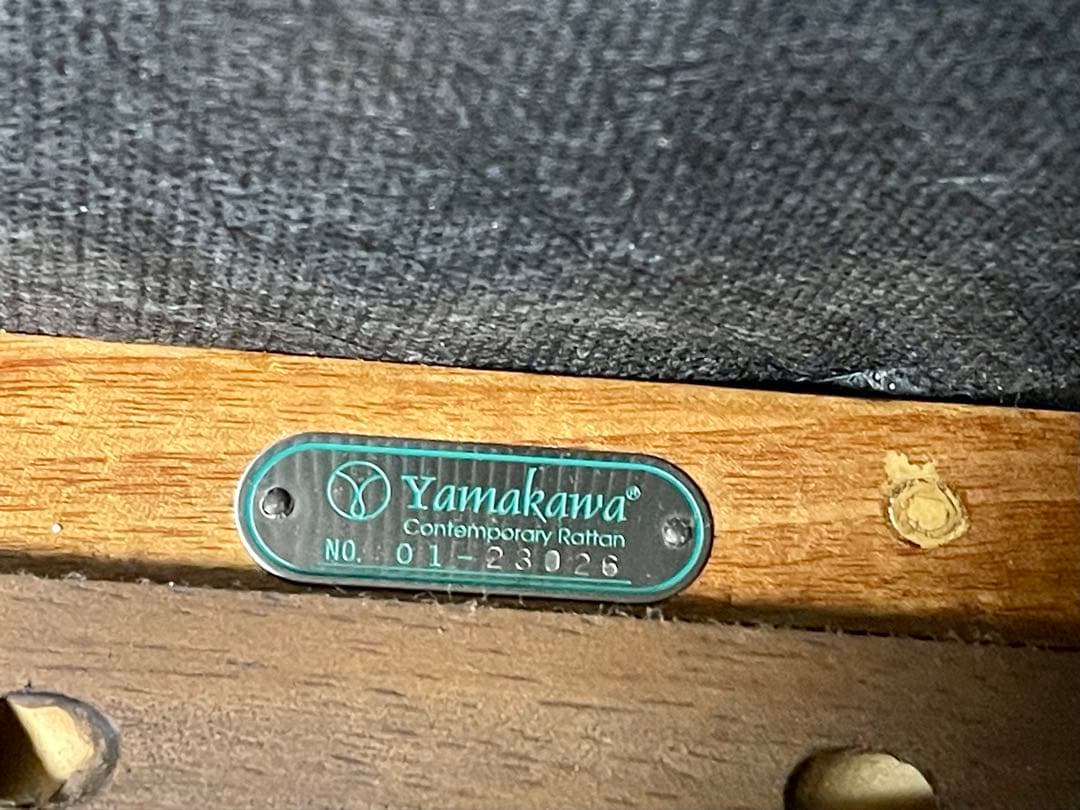 Yamakawa®
Contemporary Rattan
NO. 01-23026